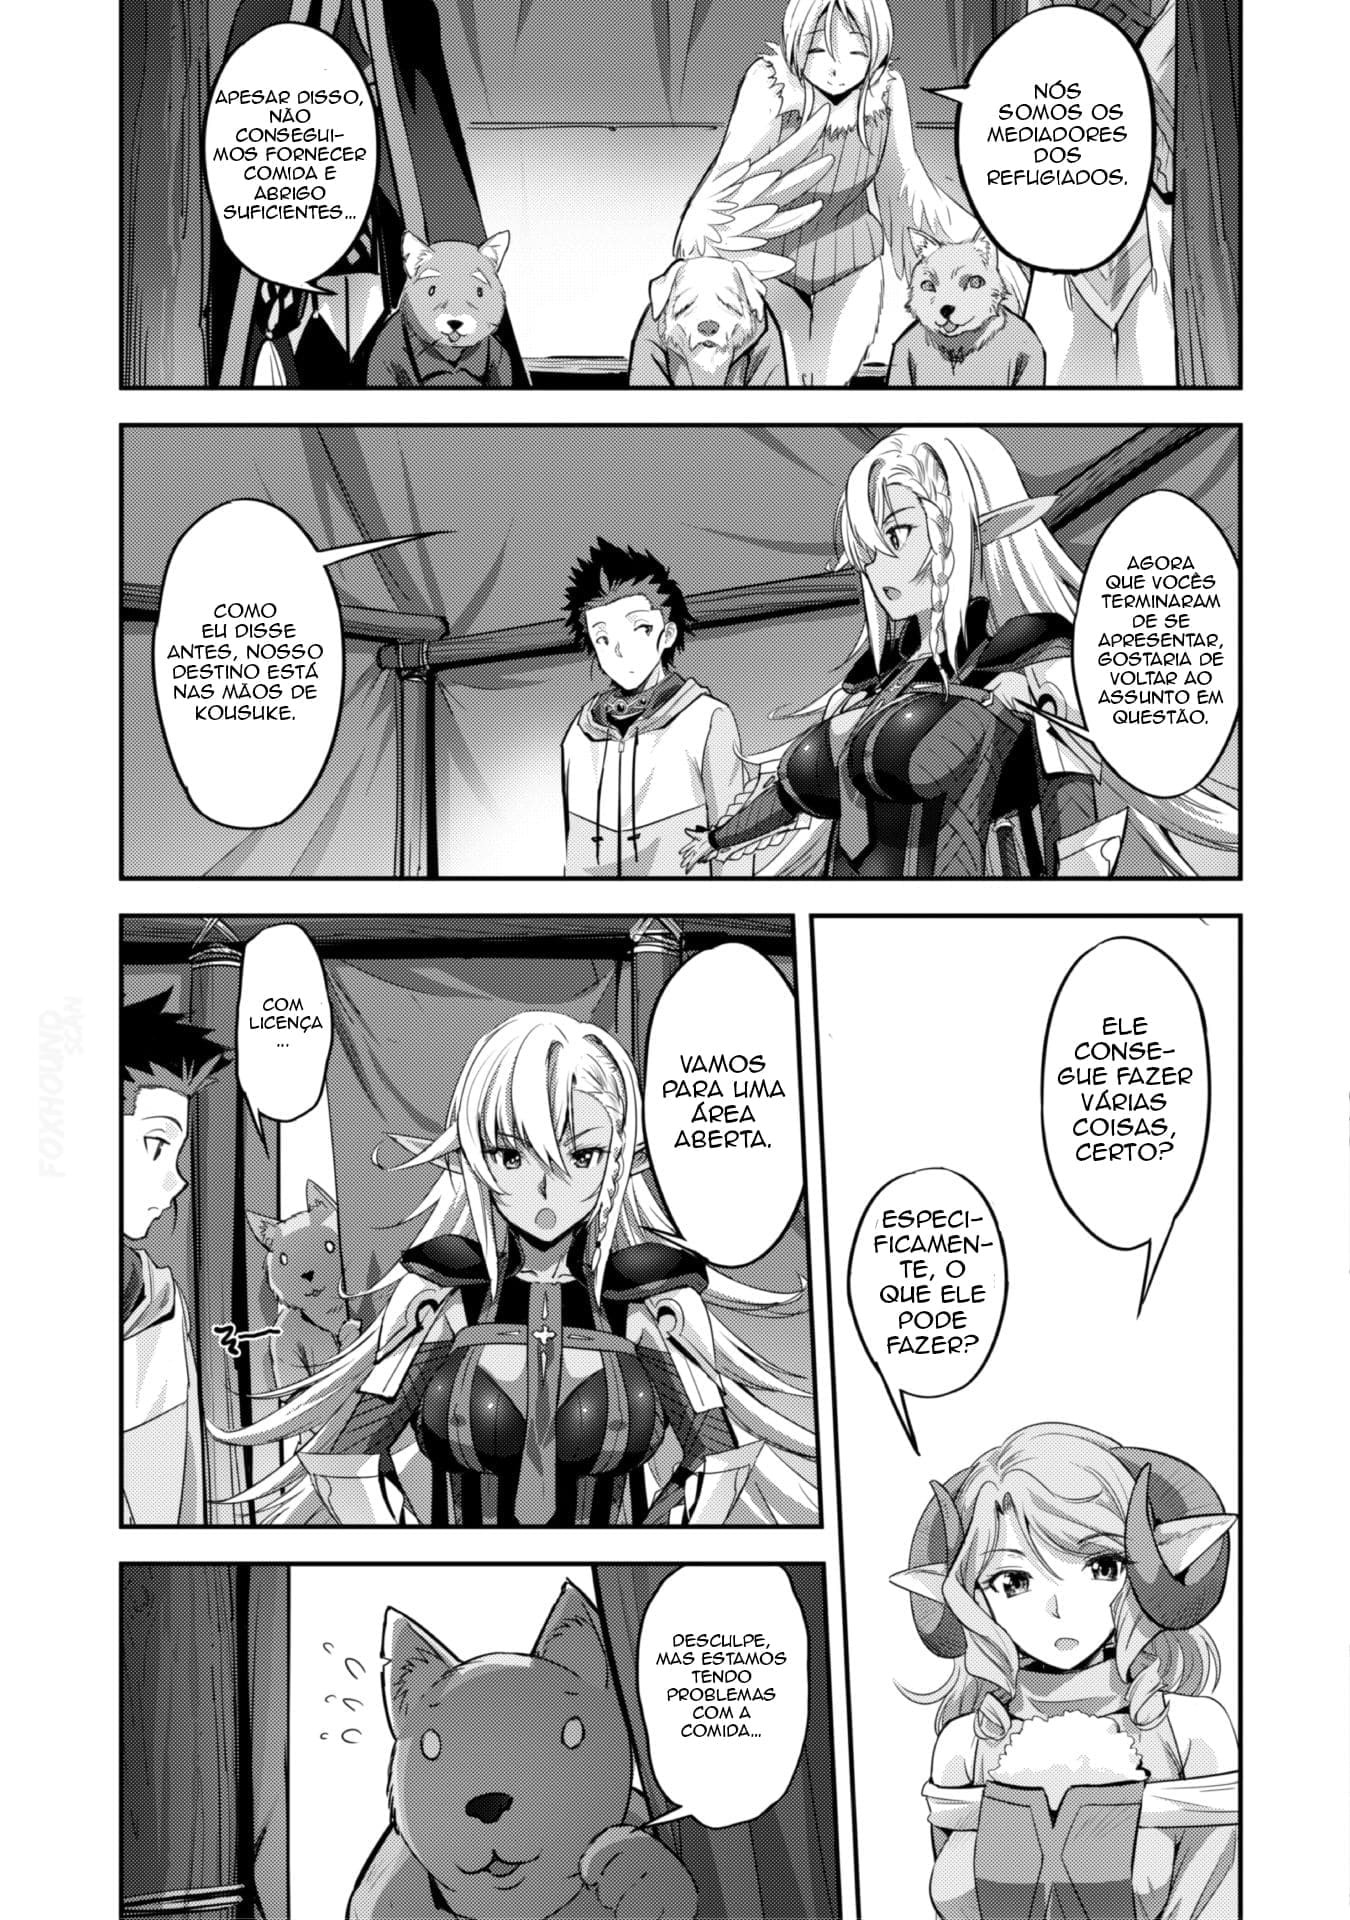 NÓS
SOMOS OS
MEDIADORES
DOS
REFUGIADOS.
APESAR DISSO,
NÃO
CONSEGUI-
MOS FORNECER
COMIDA E
ABRIGO
SUFICIENTES...
AGORA
QUE VOCÊS
TERMINARAM
DE SE
APRESENTAR,
GOSTARIA DE
VOLTAR AO
ASSUNTO EM
QUESTÃO.
COMO
EU DISSE
ANTES, NOSSO
DESTINO ESTÁ
NAS MÃOS DE
KOUSUKE.
ELE
CONSE-
GUE FAZER
VÁRIAS
COISAS,
CERTO?
ESPECI-
FICAMEN-
TE, O
QUE ELE
PODE
FAZER?
VAMOS
PARA UMA
ÁREA
ABERTA.
COM
LICENÇA
...
DESCULPE,
MAS ESTAMOS
TENDO
PROBLEMAS
COM A
COMIDA...
FOXHOUND
SCAN